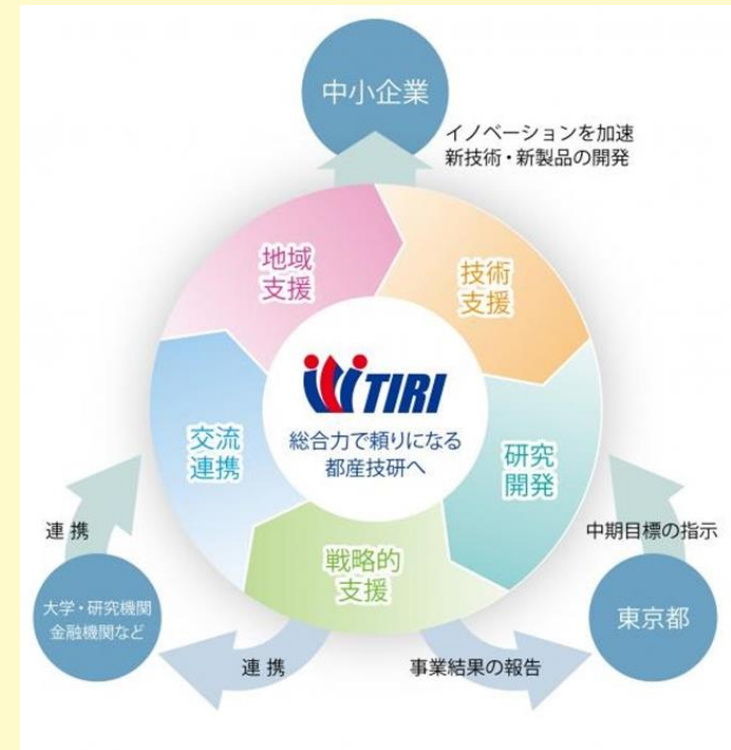 中小企業
イノベーションを加速
新技術・新製品の開発
地域
支援
技術
支援
TIRI
総合力で頼りになる
都産技研へ
交流
連携
研究
開発
戦略的
支援
連携
中期目標の指示
大学・研究機関
金融機関など
東京都
連携
事業結果の報告